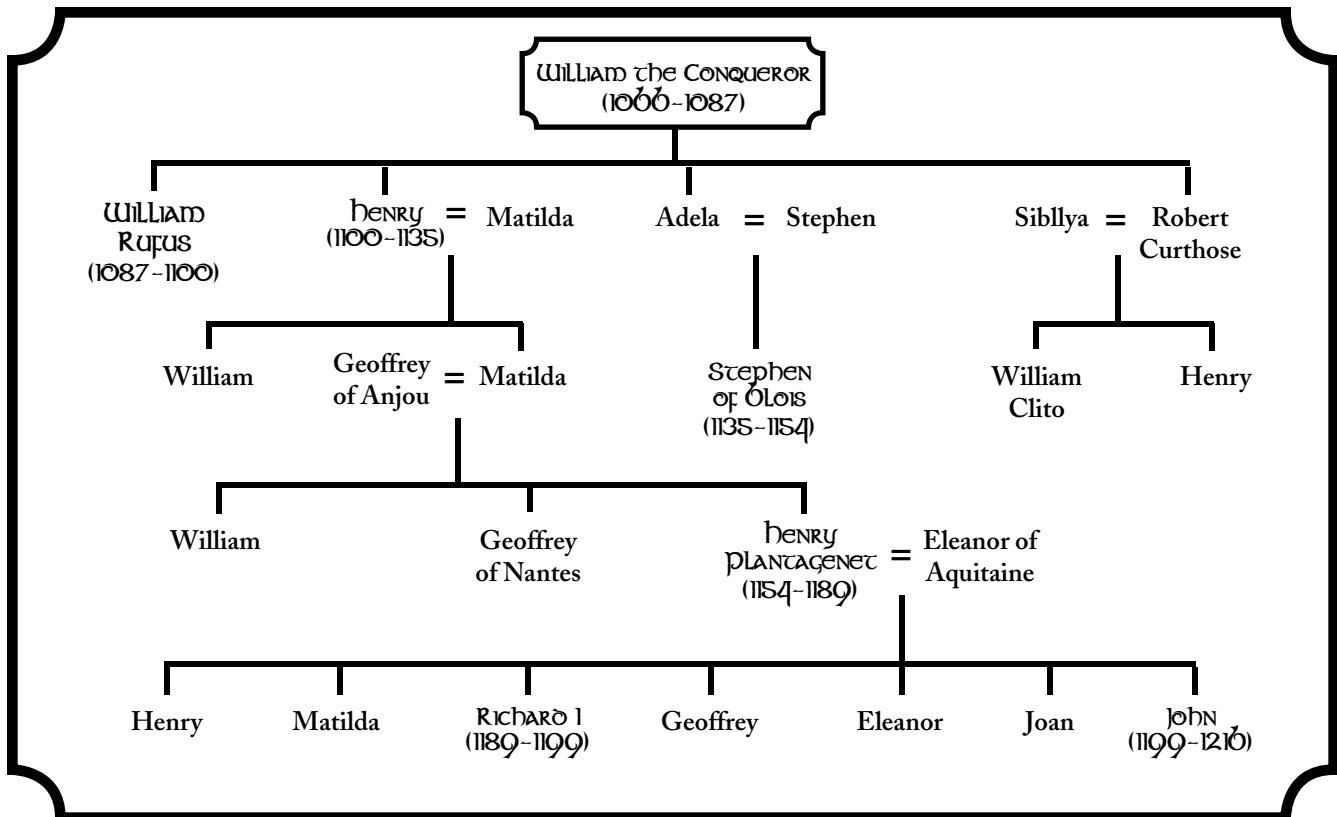 William the Conqueror
(1066-1087)
William
Rufus
(1087-1100)
Henry
(1100-1135)
=
Matilda
Adela = Stephen
Sibllya = Robert
Curthose
William
Geoffrey
of Anjou
= Matilda
Stephen
of Blois
(1135-1154)
William
Clito
Henry
William
Geoffrey
of Nantes
Henry
Plantagenet
(1154-1189)
=
Eleanor of
Aquitaine
Henry
Matilda
Richard I
(1189-1199)
Geoffrey
Eleanor
Joan
John
(1199-1216)